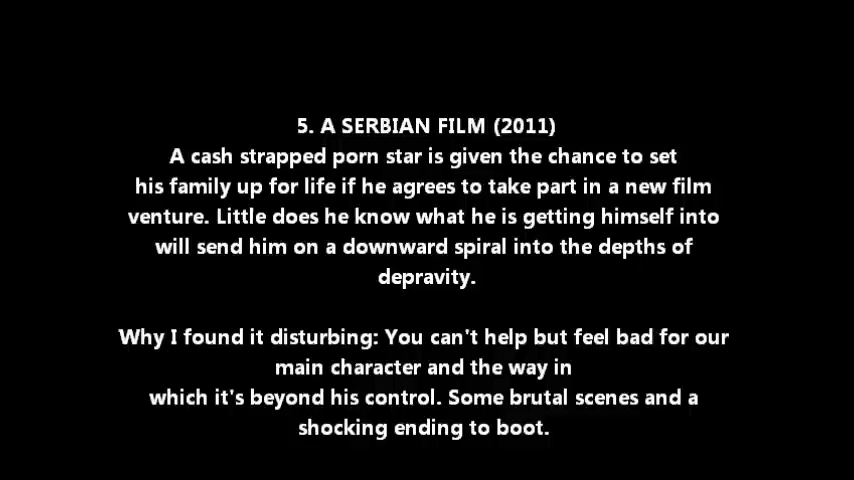 5. A SERBIAN FILM (2011)
A cash strapped porn star is given the chance to set
his family up for life if he agrees to take part in a new film
venture. Little does he know what he is getting himself into
will send him on a downward spiral into the depths of
depravity.
Why I found it disturbing: You can't help but feel bad for our
main character and the way in
which it's beyond his control. Some brutal scenes and a
shocking ending to boot.